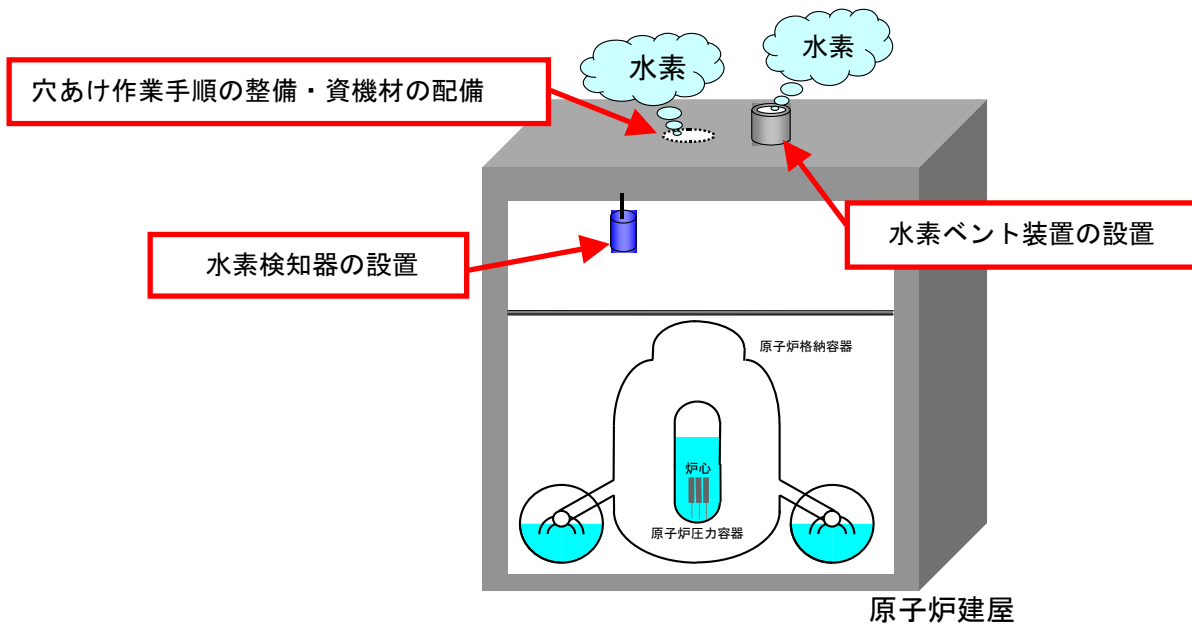 水素
水素
穴あけ作業手順の整備・資機材の配備
水素ベント装置の設置
水素検知器の設置
原子炉格納容器
炉心
原子炉圧力容器
原子炉建屋